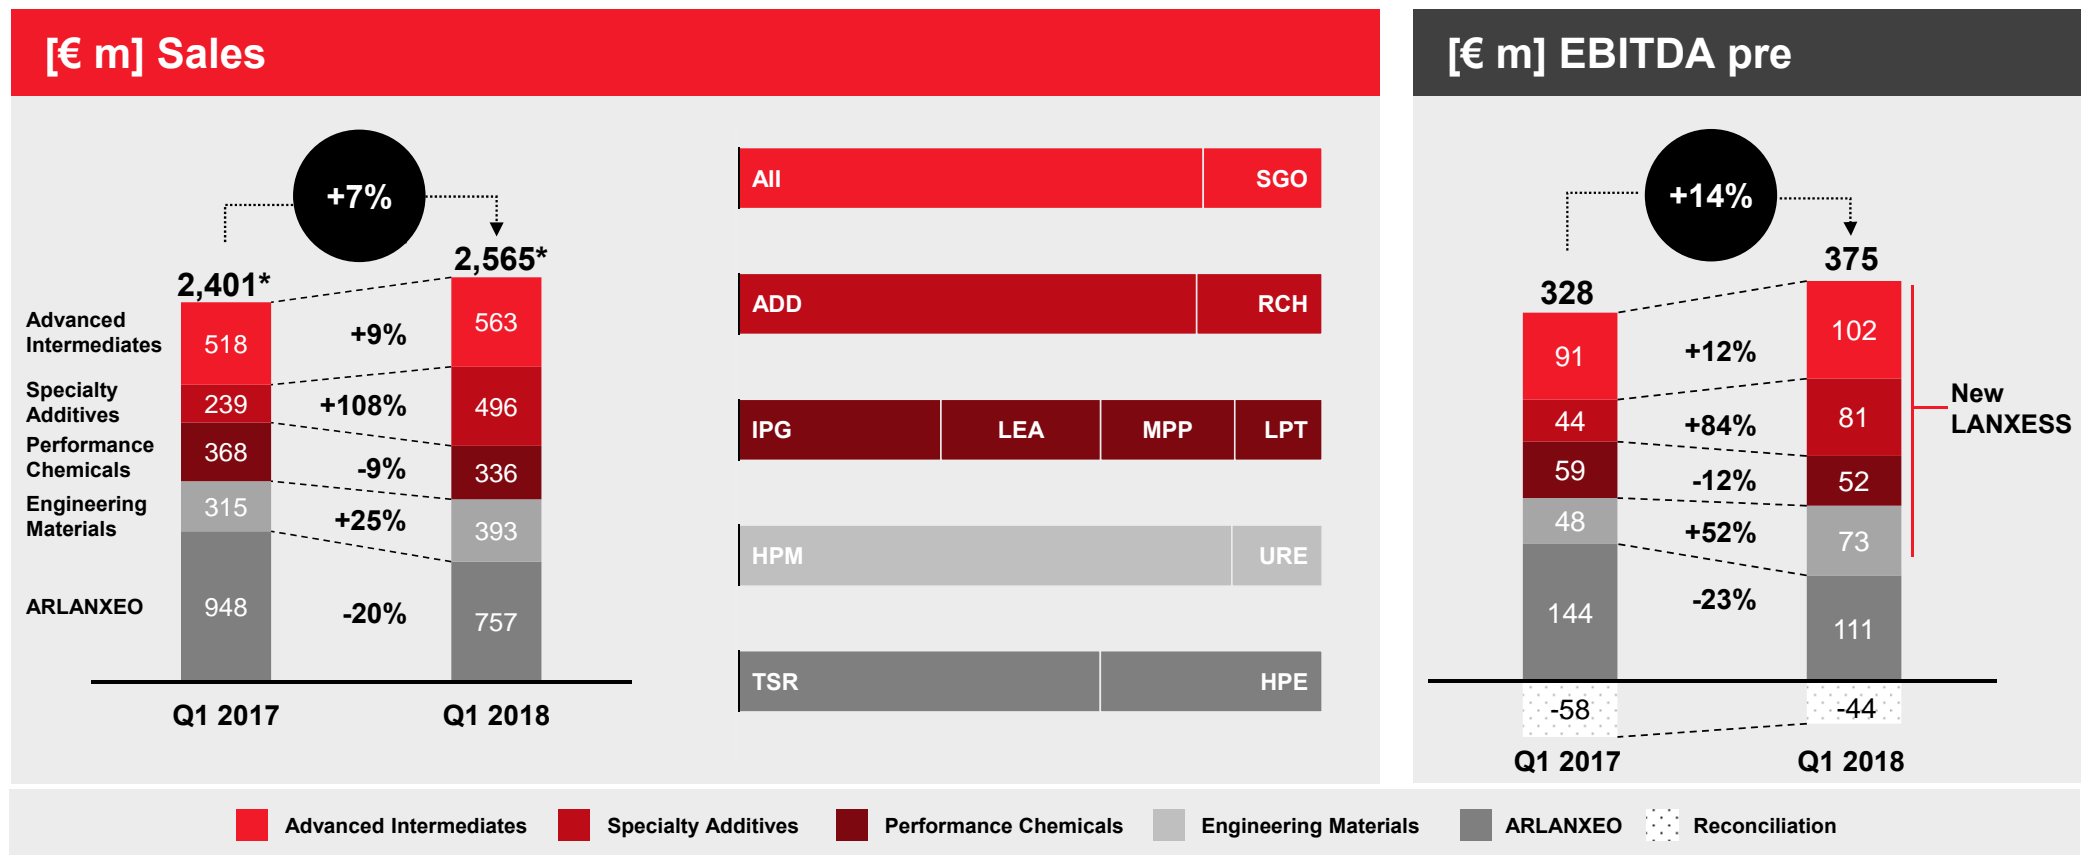 [€ m] Sales
+7%
2,401*
2,565*
Advanced
Intermediates
518
+9%
563
Specialty
Additives
239
+108%
496
Performance
Chemicals
368
-9%
336
Engineering
Materials
315
+25%
393
ARLANXEO
948
-20%
757
Q1 2017
Q1 2018
AII SGO
ADD RCH
IPG LEA MPP LPT
HPM URE
TSR HPE
[€ m] EBITDA pre
+14%
328
375
91
+12%
102
44
+84%
81
59
-12%
52
48
+52%
73
144
-23%
111
-58
-44
Q1 2017
Q1 2018
New
LANXESS
Advanced Intermediates
Specialty Additives
Performance Chemicals
Engineering Materials
ARLANXEO
Reconciliation